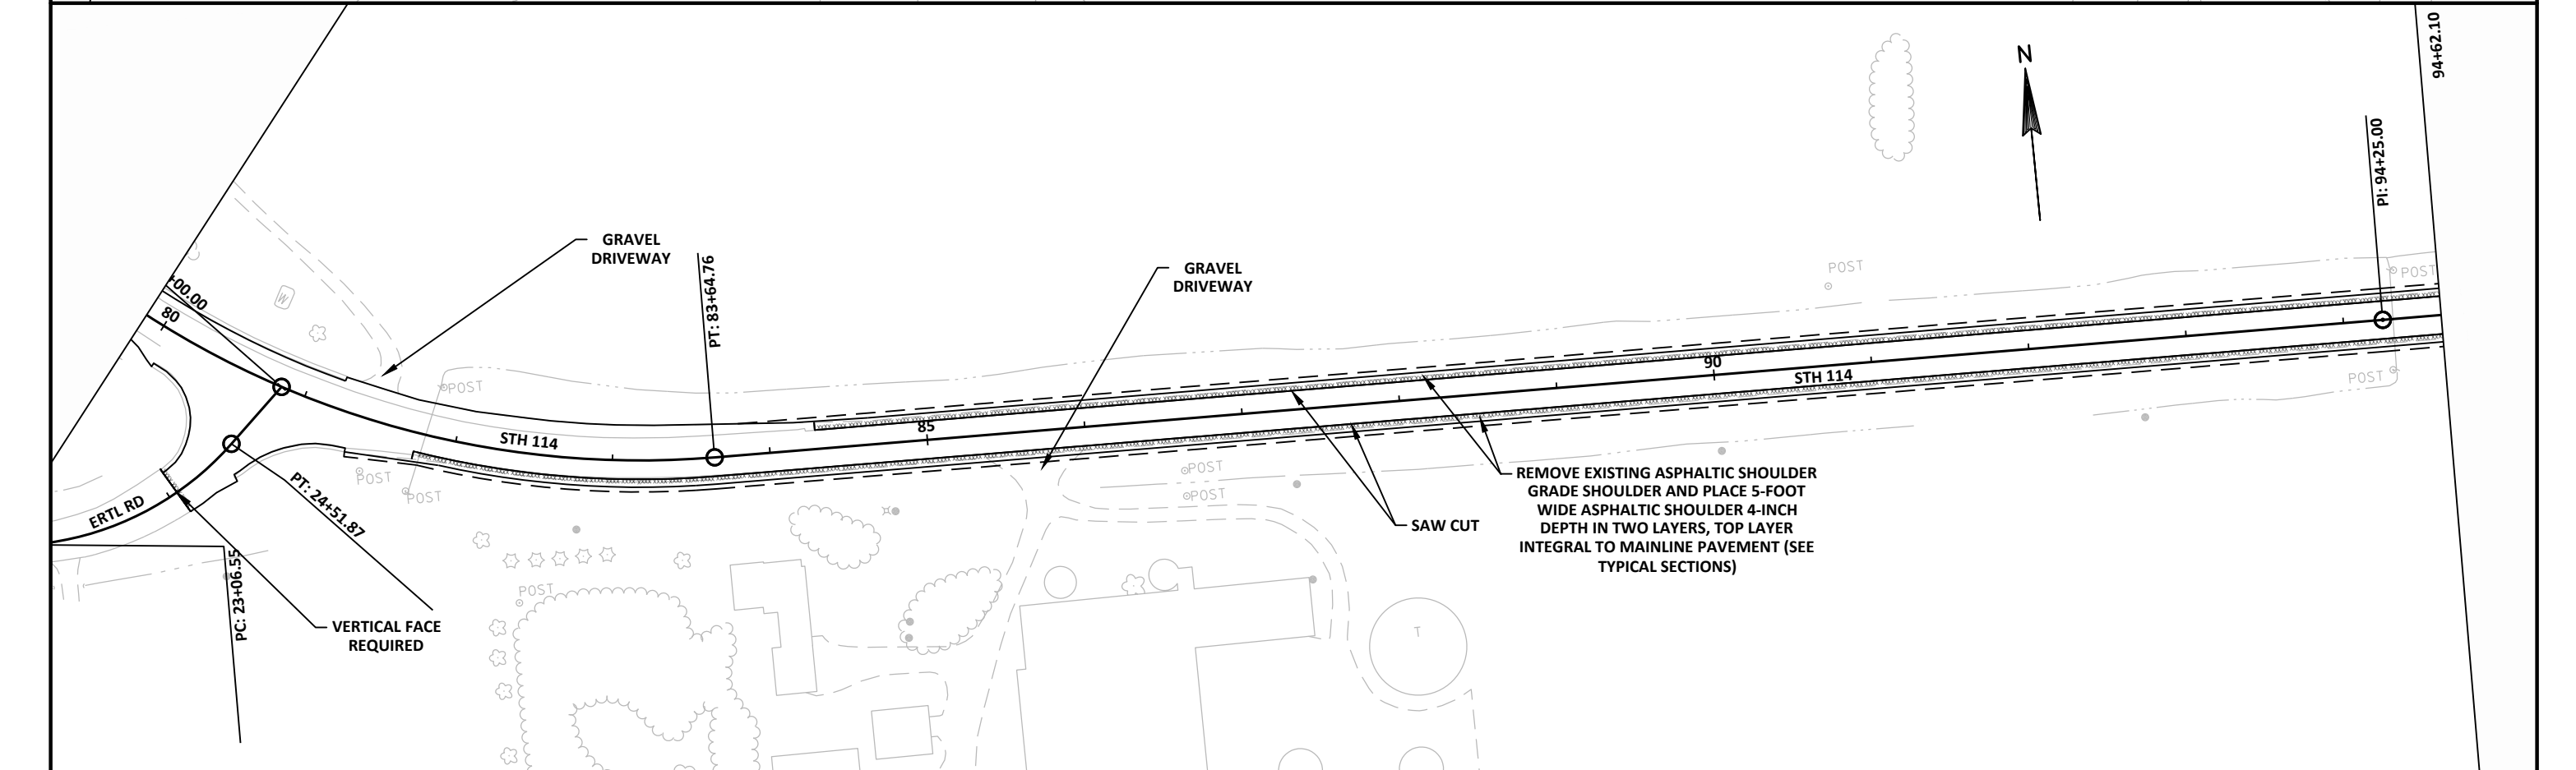 94+62.10
N
PI: 94+25.00
GRAVEL
DRIVEWAY
PT: 83+64.76
GRAVEL
DRIVEWAY
POST
POST
+00.00
80
W
POST
90
STH 114
POST
85
STH 114
POST
POST
POST
POST
REMOVE EXISTING ASPHALTIC SHOULDER
GRADE SHOULDER AND PLACE 5-FOOT
WIDE ASPHALTIC SHOULDER 4-INCH
DEPTH IN TWO LAYERS, TOP LAYER
INTEGRAL TO MAINLINE PAVEMENT (SEE
TYPICAL SECTIONS)
SAW CUT
ERTL RD
PT: 24+51.87
PC: 23+06.55
POST
VERTICAL FACE
REQUIRED
T